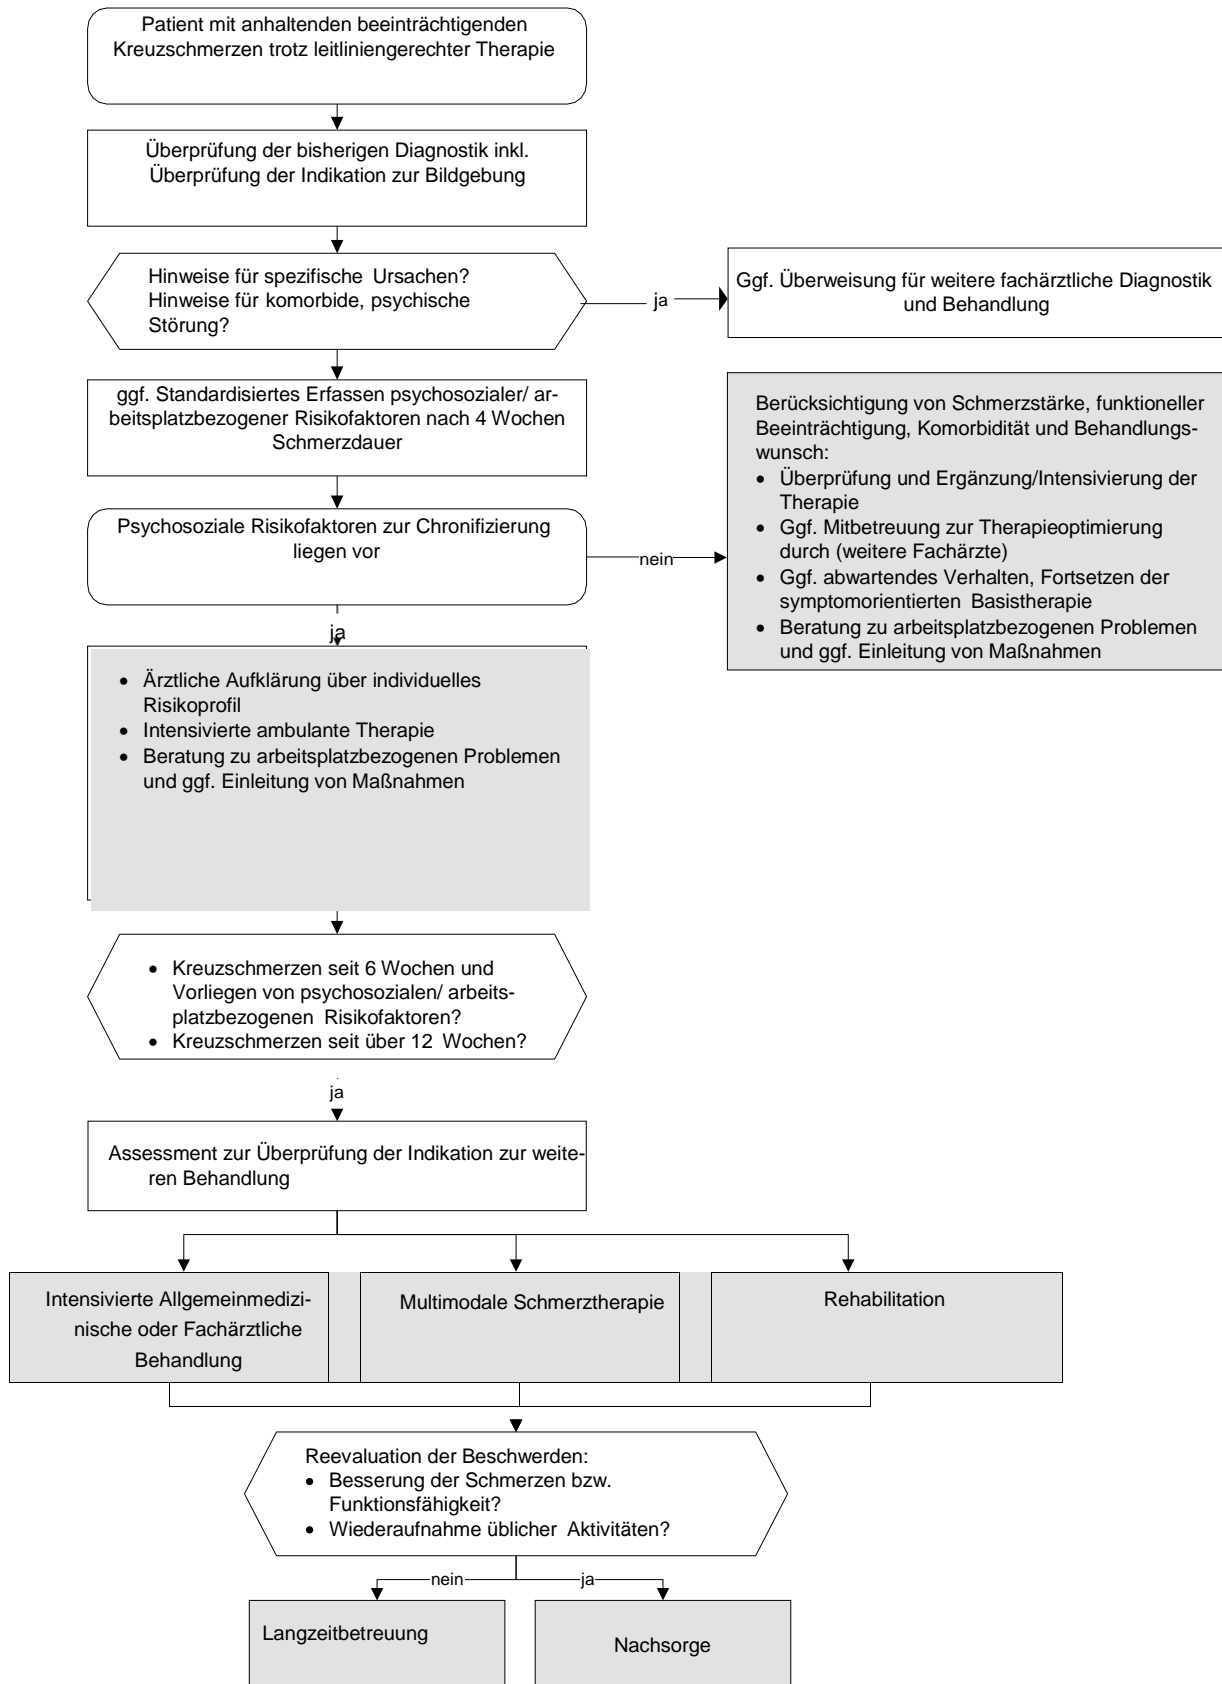 Patient mit anhaltenden beeinträchtigenden
Kreuzschmerzen trotz leitliniengerechter Therapie
Überprüfung der bisherigen Diagnostik inkl.
Überprüfung der Indikation zur Bildgebung
Hinweise für spezifische Ursachen?
Hinweise für komorbide, psychische
Störung?
ja
Ggf. Überweisung für weitere fachärztliche Diagnostik
und Behandlung
ggf. Standardisiertes Erfassen psychosozialer/ ar-
beitsplatzbezogener Risikofaktoren nach 4 Wochen
Schmerzdauer
Psychosoziale Risikofaktoren zur Chronifizierung
liegen vor
nein
Berücksichtigung von Schmerzstärke, funktioneller
Beeinträchtigung, Komorbidität und Behandlungs-
wunsch:
• Überprüfung und Ergänzung/Intensivierung der
Therapie
• Ggf. Mitbetreuung zur Therapieoptimierung
durch (weitere Fachärzte)
• Ggf. abwartendes Verhalten, Fortsetzen der
symptomorientierten Basistherapie
• Beratung zu arbeitsplatzbezogenen Problemen
und ggf. Einleitung von Maßnahmen
ja
• Ärztliche Aufklärung über individuelles
Risikoprofil
• Intensivierte ambulante Therapie
• Beratung zu arbeitsplatzbezogenen Problemen
und ggf. Einleitung von Maßnahmen
• Kreuzschmerzen seit 6 Wochen und
Vorliegen von psychosozialen/ arbeits-
platzbezogenen Risikofaktoren?
• Kreuzschmerzen seit über 12 Wochen?
ja
Assessment zur Überprüfung der Indikation zur weite-
ren Behandlung
Intensivierte Allgemeinmedizi-
nische oder Fachärztliche
Behandlung
Multimodale Schmerztherapie
Rehabilitation
Reevaluation der Beschwerden:
• Besserung der Schmerzen bzw.
Funktionsfähigkeit?
• Wiederaufnahme üblicher Aktivitäten?
nein
ja
Langzeitbetreuung
Nachsorge